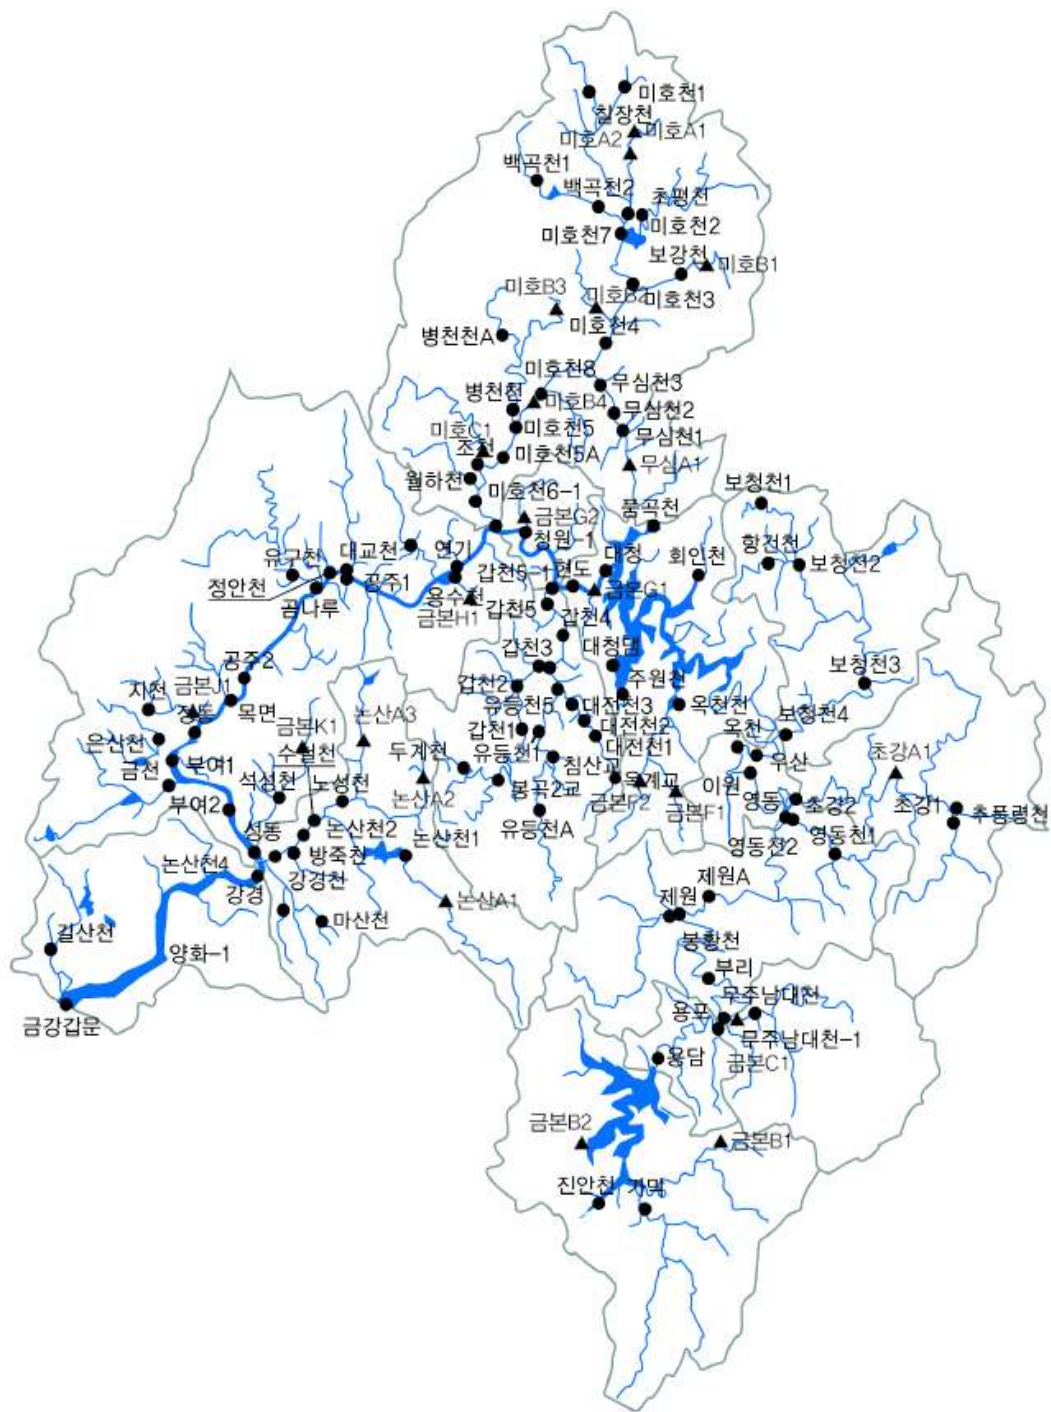 미호천1
칠장천
미호A1
미호A2
백곡천1
백곡천2
초평천
미호천2
미호천7
보강천
미호B1
미호B3
미호B2
미호천3
미호천4
병천천A
미호천8
무심천3
병천천
미호B4
무심천2
미호C1
미호천5
무심천1
조천
미호천5A
무심A1
월하천
미호천6-1
보청천1
금본G2
품곡천
청원-1
항건천
유구천
대교천
연기
대청
회인천
보청천2
정안천
공주1
갑천5-1
현도
곰나루
용수천
금본G1
금본H1
갑천5
갑천4
공주2
갑천3
대청댐
보청천3
지천
금본J1
갑천2
주원천
목면
금본K1
논산A3
유등천5
대전천3
옥천천
정동
갑천1
대전천2
옥천
보청천4
은산천
수철천
두계천
유등천1
대전천1
우산
초강A1
금천
부여1
석성천
노성천
침산교
옥계교
이원
부여2
논산A2
봉곡2교
금본F2
금본F1
영동
초강2
초강1
추풍령천
성동
논산천2
논산천1
유등천A
영동천2
영동천1
논산천4
방죽천
강경천
강경
제원A
제원
논산A1
마산천
봉황천
길산천
양화-1
부리
무주남대천
금강갑문
용포
무주남대천-1
용담
금본C1
금본B2
금본B1
진안천
가막